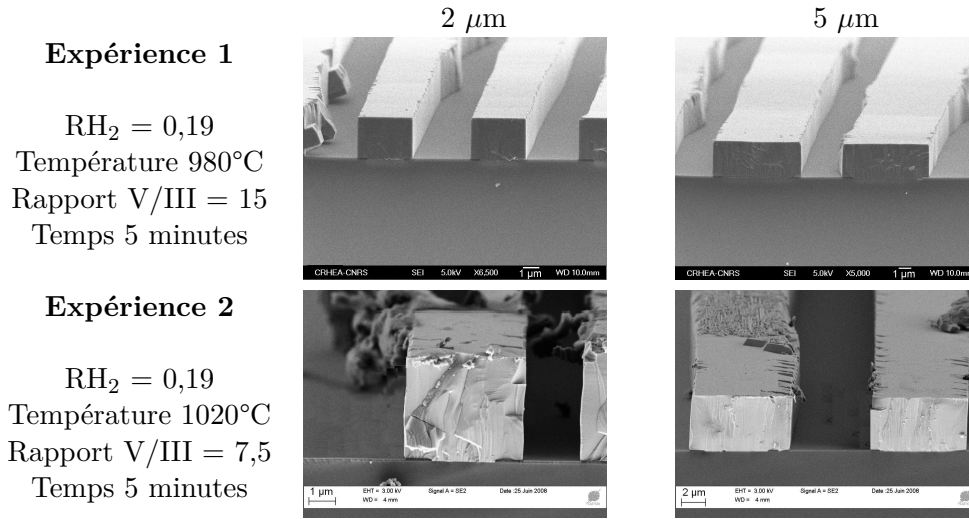 2 μm
5 μm
Expérience 1
RH₂ = 0,19
Température 980°C
Rapport V/III = 15
Temps 5 minutes
CRHEA-CNRS SEI 5.0kV X6,500 1 μm WD 10.0mm
CRHEA-CNRS SEI 5.0kV X5,000 1 μm WD 10.0mm
Expérience 2
RH₂ = 0,19
Température 1020°C
Rapport V/III = 7,5
Temps 5 minutes
1 μm EHT = 3.00 kV Signal A = SE2 Date :25 Juin 2008
WD = 4 mm
2 μm EHT = 3.00 kV Signal A = SE2 Date :25 Juin 2008
WD = 4 mm